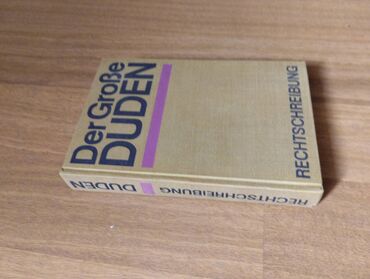 Der Große
DUDEN
RECHTSCHREIBUNG
RECHTSCHREIBUNG DUDEN